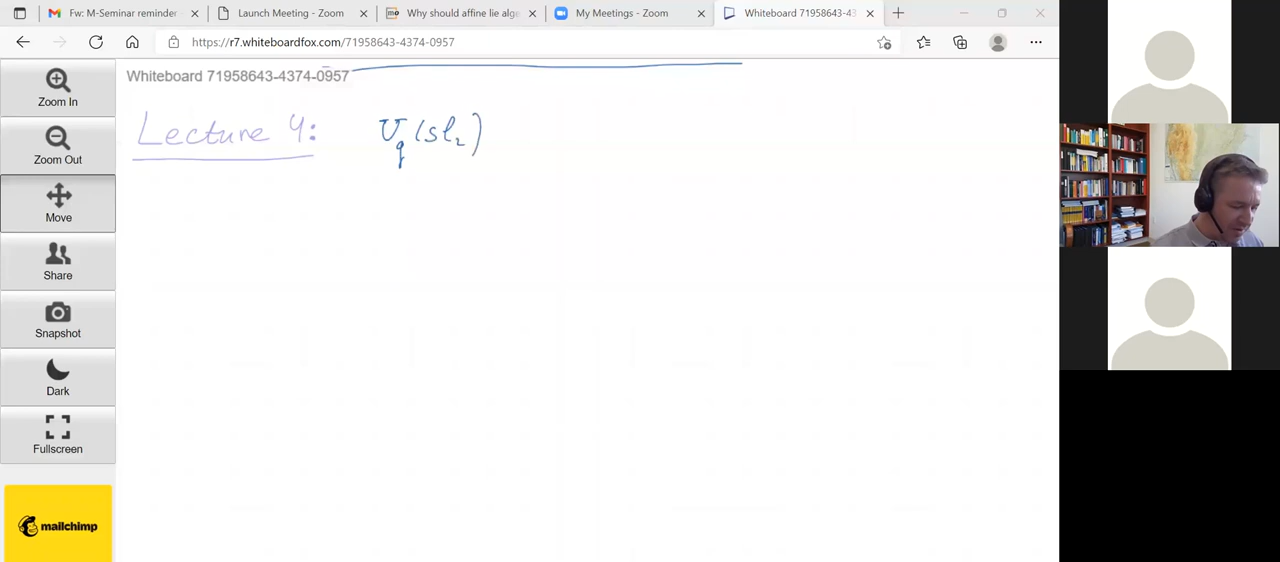 Fw: M-Seminar reminder
Launch Meeting - Zoom
Why should affine lie alge
My Meetings - Zoom
Whiteboard 71958643-43
https://r7.whiteboardfox.com/71958643-4374-0957
Whiteboard 71958643-4374-0957
Lecture 4: U_q(sl_2)
Zoom In
Zoom Out
Move
Share
Snapshot
Dark
Fullscreen
mailchimp